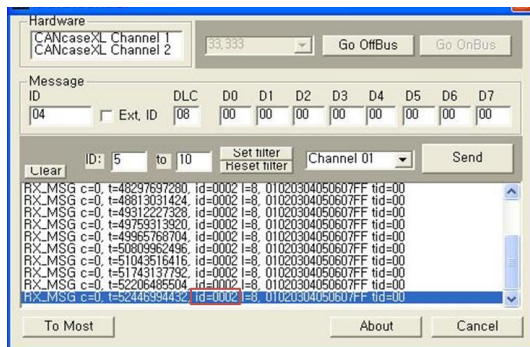 Hardware
CANcaseXL Channel 1
CANcaseXL Channel 2
33,333
Go OffBus
Go OnBus
Message
ID DLC D0 D1 D2 D3 D4 D5 D6 D7
04 Ext, ID 08 00 00 00 00 00 00 00 00
Clear ID: 5 to 10 Set filter Reset filter Channel 01 Send
RX_MSG c=0, t=48297697280, id=0002 l=8, 01020304050607FF tid=00
RX_MSG c=0, t=48813031424, id=0002 l=8, 01020304050607FF tid=00
RX_MSG c=0, t=49312227328, id=0002 l=8, 01020304050607FF tid=00
RX_MSG c=0, t=49759313920, id=0002 l=8, 01020304050607FF tid=00
RX_MSG c=0, t=49965768704, id=0002 l=8, 01020304050607FF tid=00
RX_MSG c=0, t=50809962496, id=0002 l=8, 01020304050607FF tid=00
RX_MSG c=0, t=51043516416, id=0002 l=8, 01020304050607FF tid=00
RX_MSG c=0, t=51743137792, id=0002 l=8, 01020304050607FF tid=00
RX_MSG c=0, t=52206485504, id=0002 l=8, 01020304050607FF tid=00
RX_MSG c=0, t=52446994432, id=0002 l=8, 01020304050607FF tid=00
To Most About Cancel